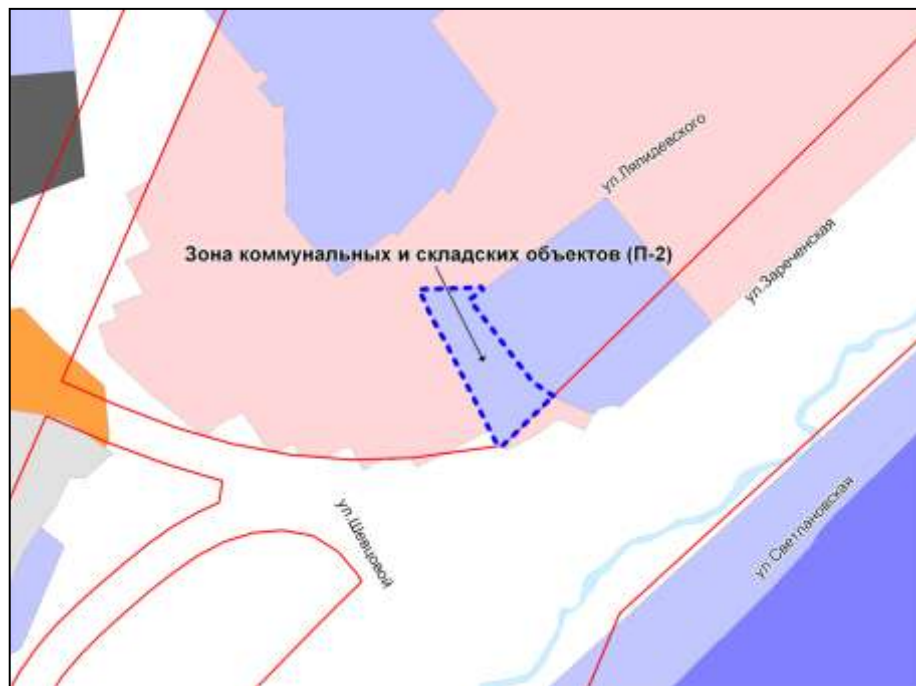 ул.Ляпидевского
Зона коммунальных и складских объектов (П-2)
ул.Зареченская
ул.Светлановская
ул.Шевцовой